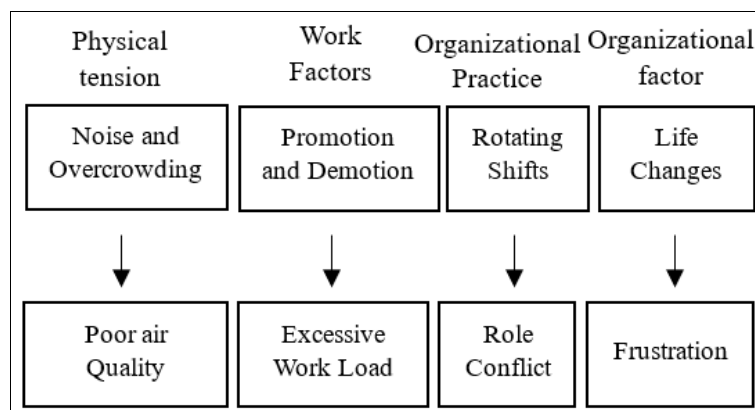 Physical
tension
Work
Factors
Organizational
Practice
Organizational
factor
Noise and
Overcrowding
Promotion
and Demotion
Rotating
Shifts
Life
Changes
Poor air
Quality
Excessive
Work Load
Role
Conflict
Frustration